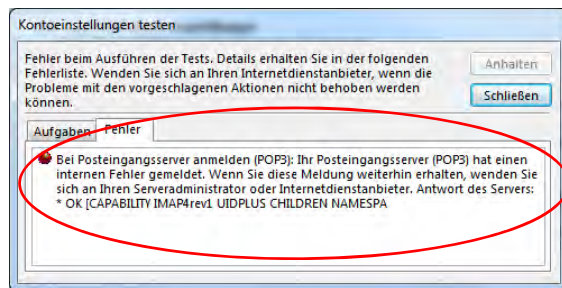 Kontoeinstellungen testen
Fehler beim Ausführen der Tests. Details erhalten Sie in der folgenden
Fehlerliste. Wenden Sie sich an Ihren Internetdienstanbieter, wenn die
Probleme mit den vorgeschlagenen Aktionen nicht behoben werden
können.
Anhalten
Schließen
Aufgaben Fehler
Bei Posteingangsserver anmelden (POP3): Ihr Posteingangsserver (POP3) hat einen
internen Fehler gemeldet. Wenn Sie diese Meldung weiterhin erhalten, wenden Sie
sich an Ihren Serveradministrator oder Internetdienstanbieter. Antwort des Servers:
* OK [CAPABILITY IMAP4rev1 UIDPLUS CHILDREN NAMESPA